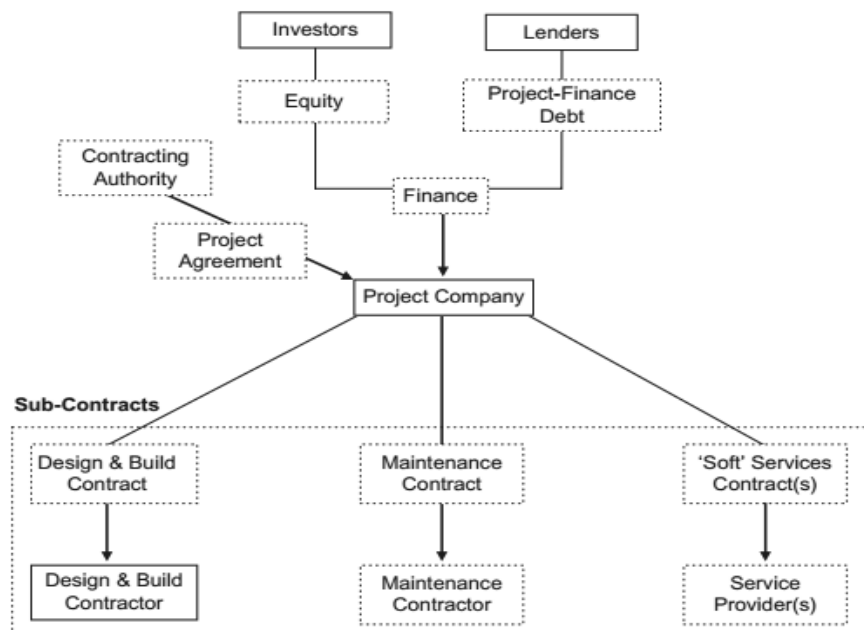 Investors
Lenders
Equity
Project-Finance
Debt
Contracting
Authority
Finance
Project
Agreement
Project Company
Sub-Contracts
Design & Build
Contract
Maintenance
Contract
‘Soft’ Services
Contract(s)
Design & Build
Contractor
Maintenance
Contractor
Service
Provider(s)